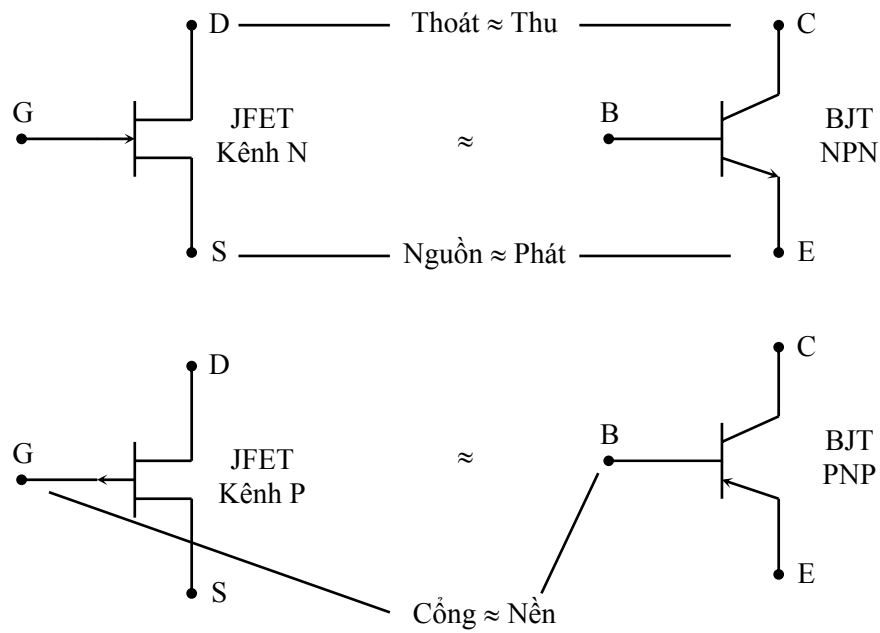 D
Thoát ≈ Thu
C
G
JFET
Kênh N
≈
B
BJT
NPN
S
Nguồn ≈ Phát
E
D
C
G
JFET
Kênh P
≈
B
BJT
PNP
S
E
Cổng ≈ Nền